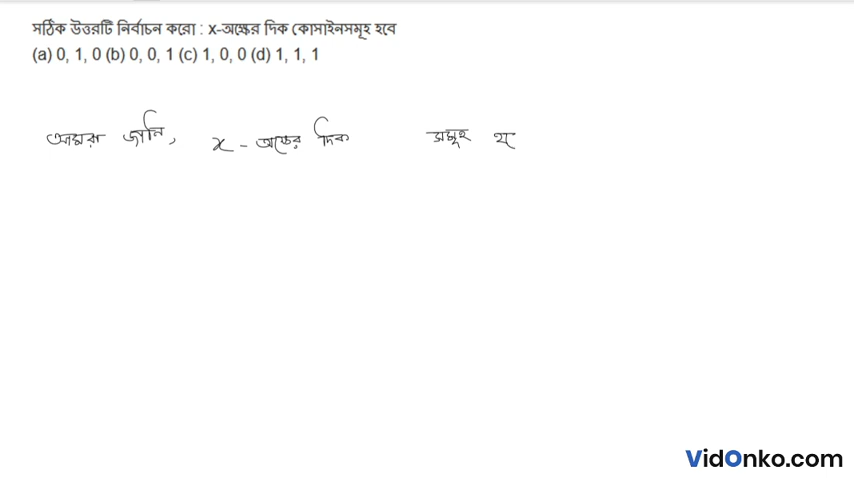 সঠিক উত্তরটি নির্বাচন করো : x-অক্ষের দিক কোসাইনসমূহ হবে
(a) 0, 1, 0 (b) 0, 0, 1 (c) 1, 0, 0 (d) 1, 1, 1
আমরা জানি, x - অক্ষের দিক সমূহ
VidOnko.com